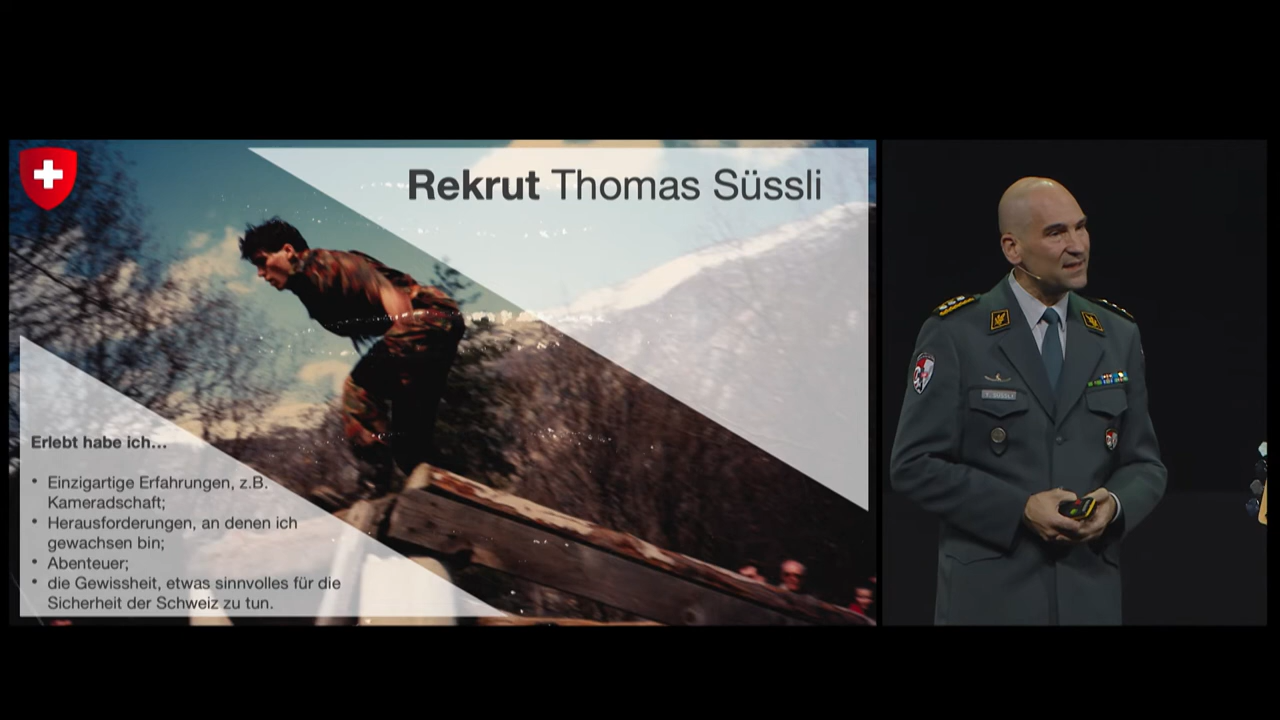 Rekrut Thomas Süssli
Erlebt habe ich...
• Einzigartige Erfahrungen, z.B.
Kameradschaft;
• Herausforderungen, an denen ich
gewachsen bin;
• Abenteuer;
• die Gewissheit, etwas sinnvolles für die
Sicherheit der Schweiz zu tun.